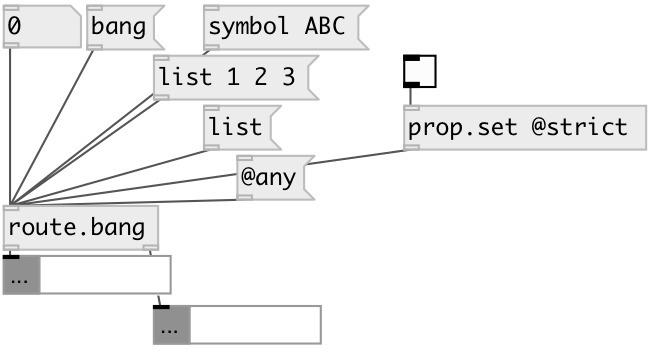 0
bang
symbol ABC
list 1 2 3
list
prop.set @strict
@any
route.bang
...
...